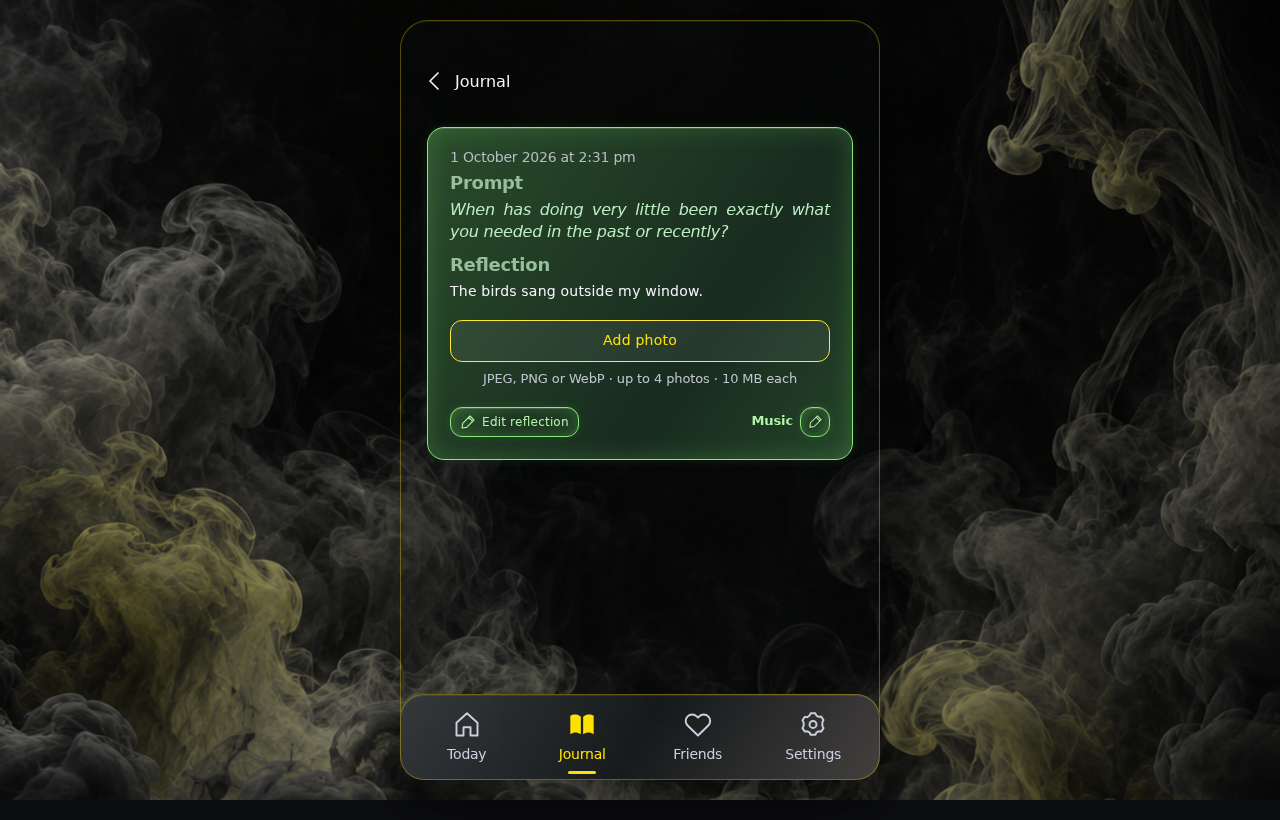 Journal
1 October 2026 at 2:31 pm
Prompt
When has doing very little been exactly what
you needed in the past or recently?
Reflection
The birds sang outside my window.
Add photo
JPEG, PNG or WebP · up to 4 photos · 10 MB each
Edit reflection
Music
Today
Journal
Friends
Settings